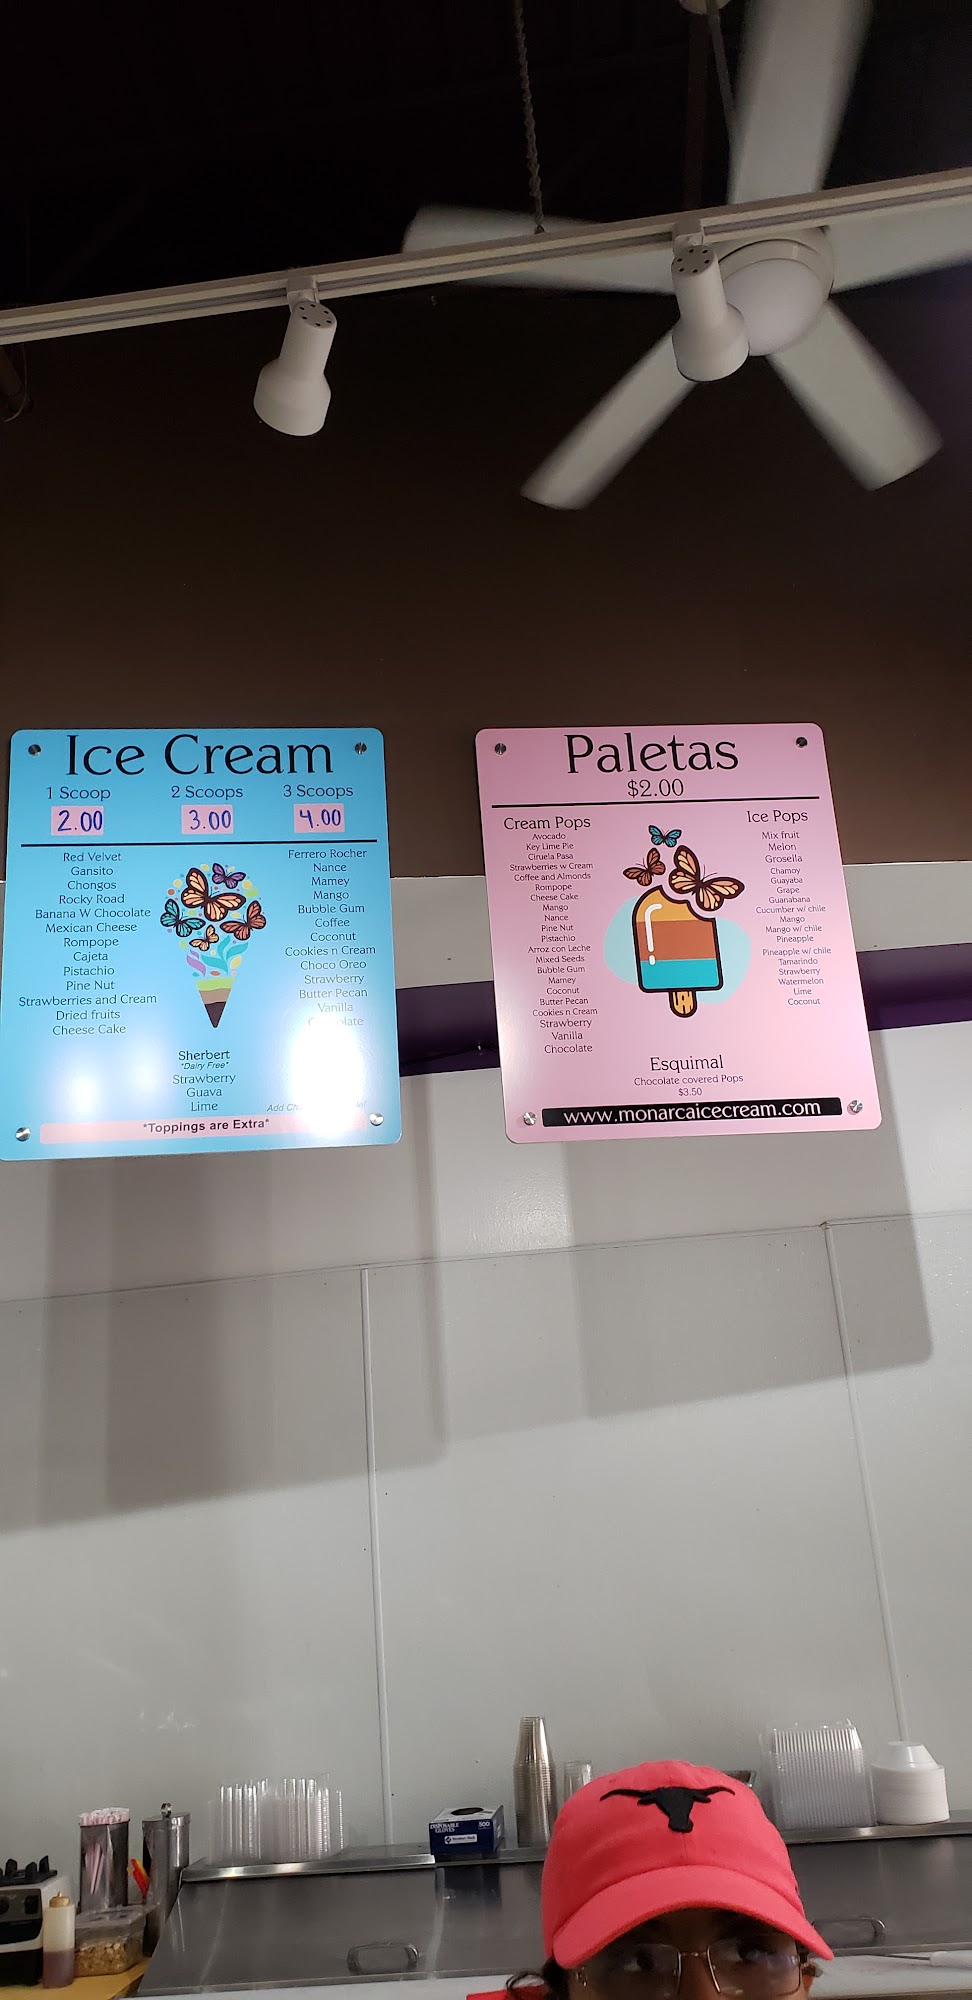 Ice Cream
1 Scoop 2 Scoops 3 Scoops
2.00 3.00 4.00
Red Velvet
Gansito
Chongos
Rocky Road
Banana W Chocolate
Mexican Cheese
Rompope
Cajeta
Pistachio
Pine Nut
Strawberries and Cream
Dried fruits
Cheese Cake
Ferrero Rocher
Nance
Mamey
Mango
Bubble Gum
Coffee
Coconut
Cookies n Cream
Choco Oreo
Strawberry
Butter Pecan
Vanilla
Sherbert
*Dairy Free*
Strawberry
Guava
Lime
Add
*Toppings are Extra*
Paletas
$2.00
Cream Pops
Avocado
Key Lime Pie
Ciruela Pasa
Strawberries w Cream
Coffee and Almonds
Rompope
Cheese Cake
Mango
Nance
Pine Nut
Pistachio
Arroz con Leche
Mixed Seeds
Bubble Gum
Mamey
Coconut
Butter Pecan
Cookies n Cream
Strawberry
Vanilla
Chocolate
Ice Pops
Mix fruit
Melon
Grosella
Chamoy
Guayaba
Grape
Guanabana
Cucumber w/ chile
Mango
Mango w/ chile
Pineapple
Pineapple w/ chile
Tamarindo
Strawberry
Watermelon
Lime
Coconut
Esquimal
Chocolate covered Pops
$3.50
www.monarcaicecream.com
DISPOSABLE
GLOVES
500